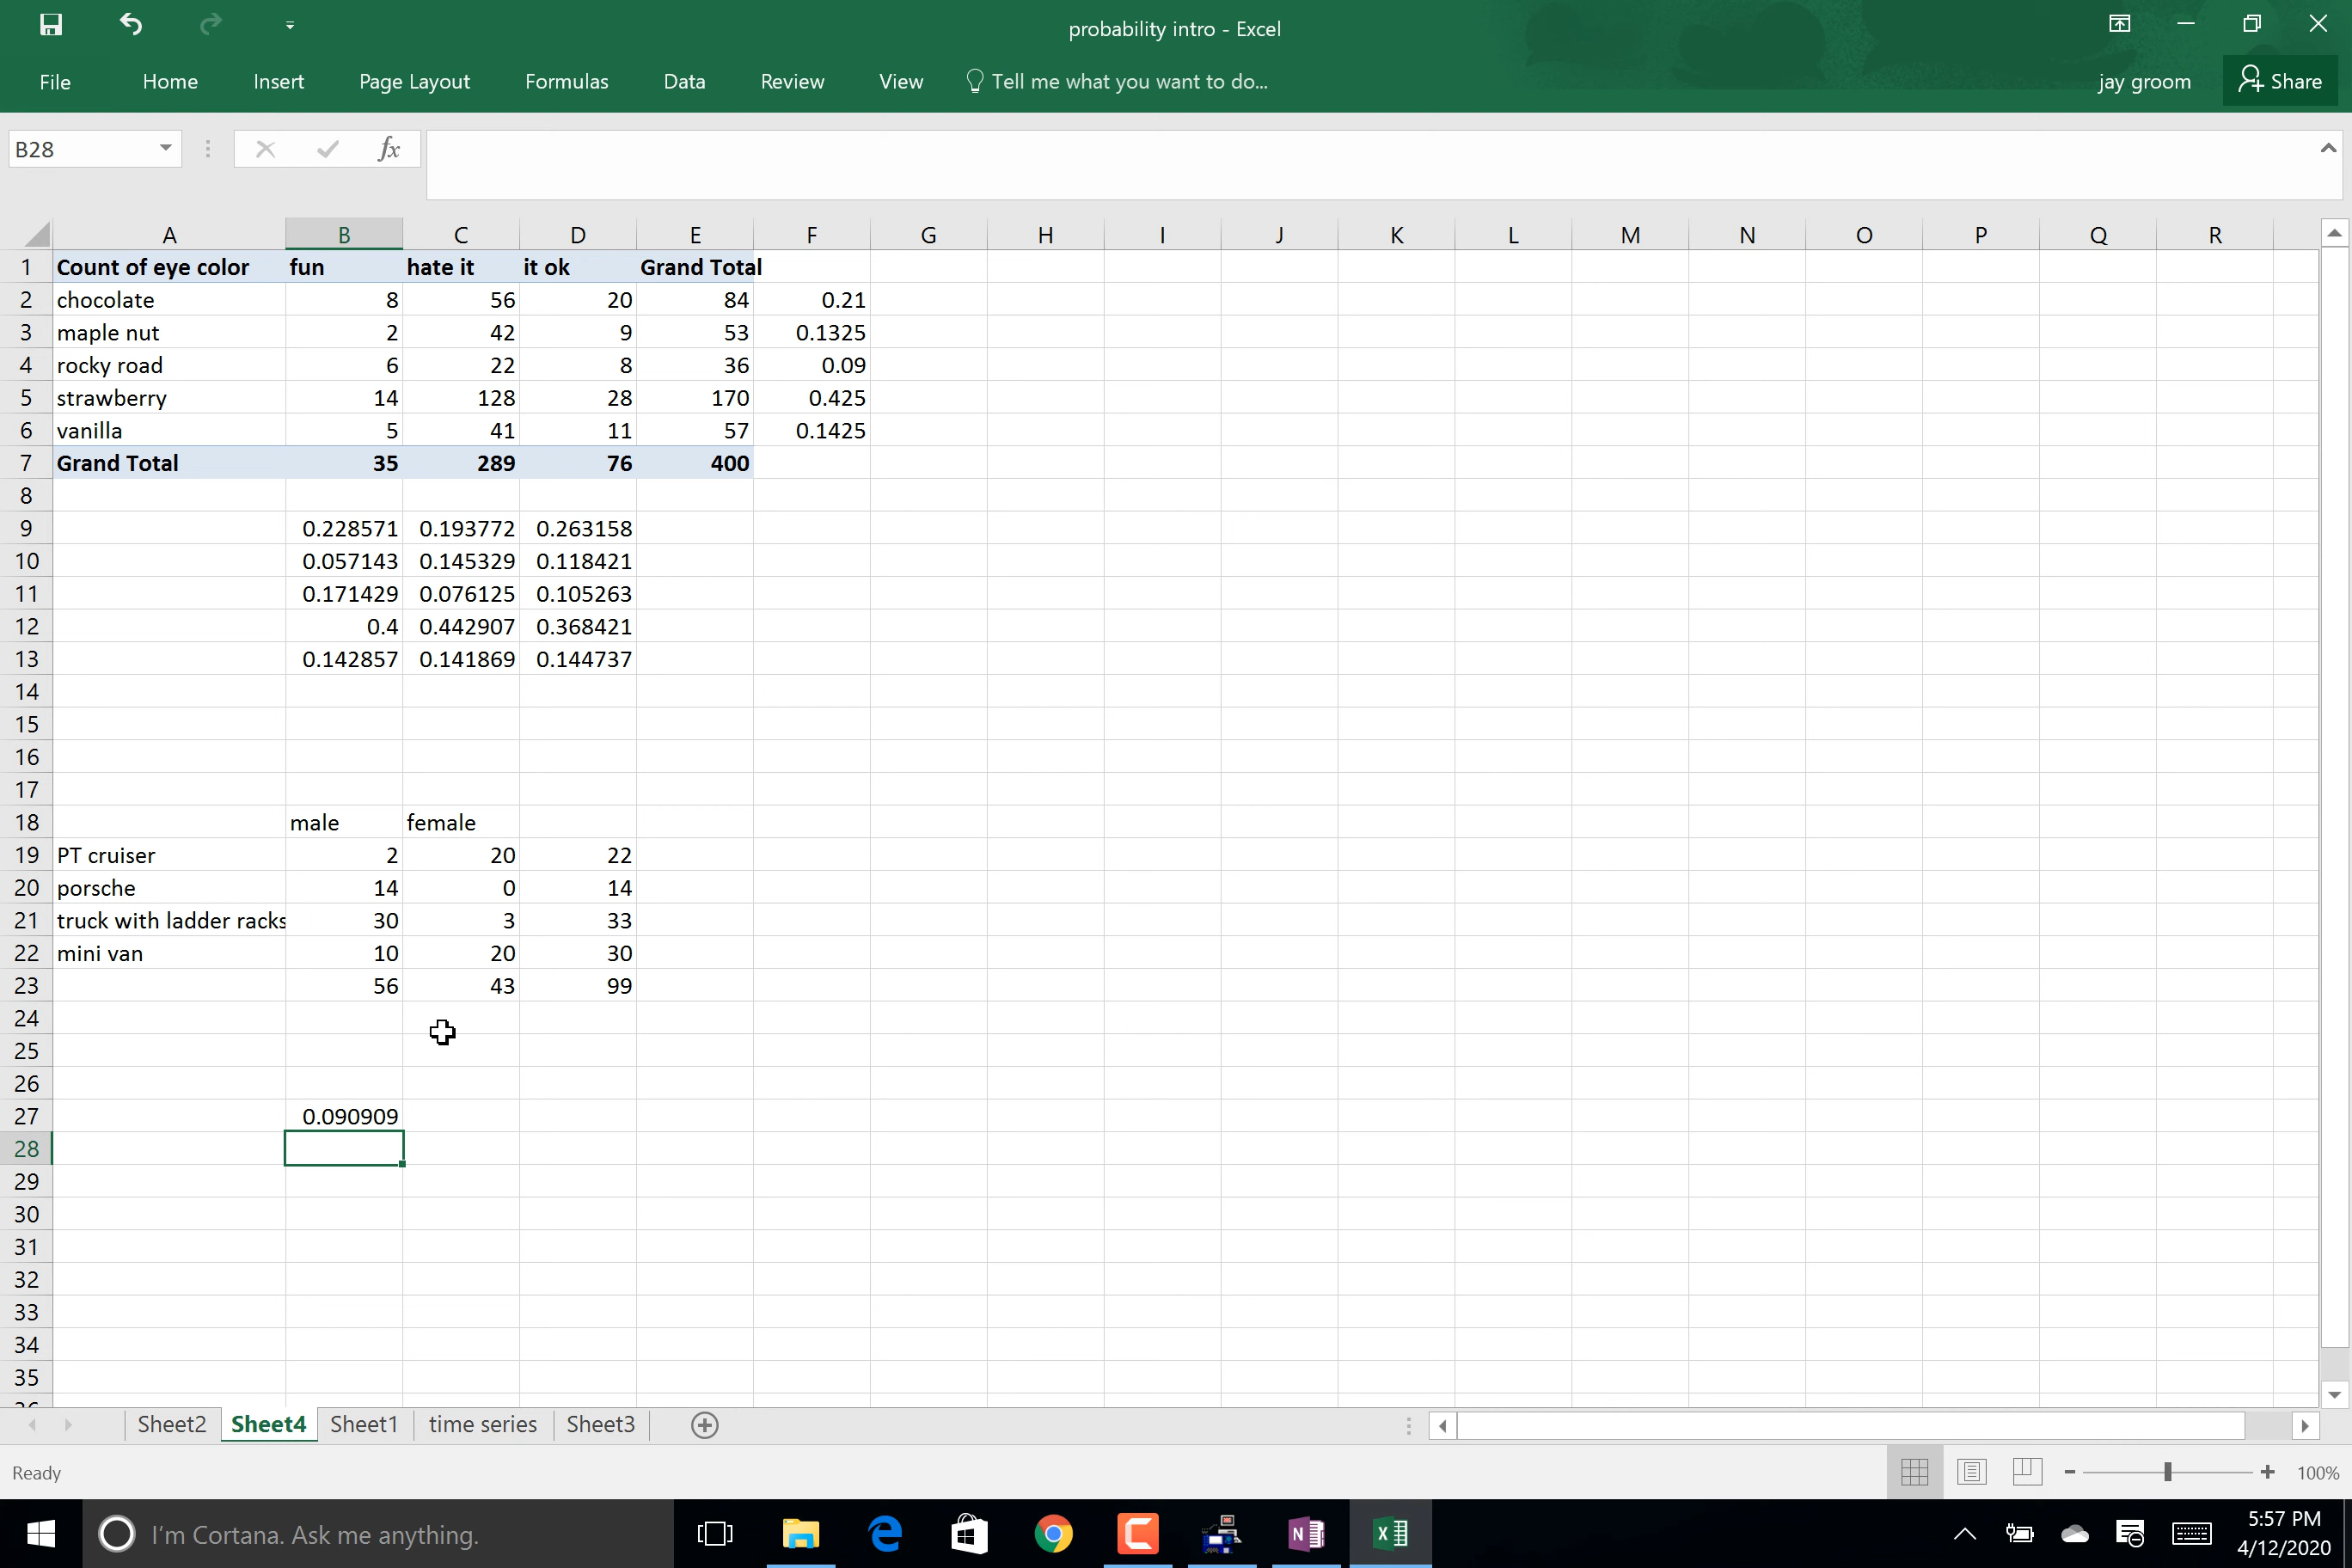 probability intro - Excel
File Home Insert Page Layout Formulas Data Review View Tell me what you want to do... jay groom Share
B28 fx
A B C D E F G H I J K L M N O P Q R
1 Count of eye color fun hate it it ok Grand Total
2 chocolate 8 56 20 84 0.21
3 maple nut 2 42 9 53 0.1325
4 rocky road 6 22 8 36 0.09
5 strawberry 14 128 28 170 0.425
6 vanilla 5 41 11 57 0.1425
7 Grand Total 35 289 76 400
8
9 0.228571 0.193772 0.263158
10 0.057143 0.145329 0.118421
11 0.171429 0.076125 0.105263
12 0.4 0.442907 0.368421
13 0.142857 0.141869 0.144737
14
15
16
17
18 male female
19 PT cruiser 2 20 22
20 porsche 14 0 14
21 truck with ladder racks 30 3 33
22 mini van 10 20 30
23 56 43 99
24
25
26
27 0.090909
28
29
30
31
32
33
34
35
Sheet2 Sheet4 Sheet1 time series Sheet3
Ready 100%
I'm Cortana. Ask me anything. 5:57 PM
4/12/2020